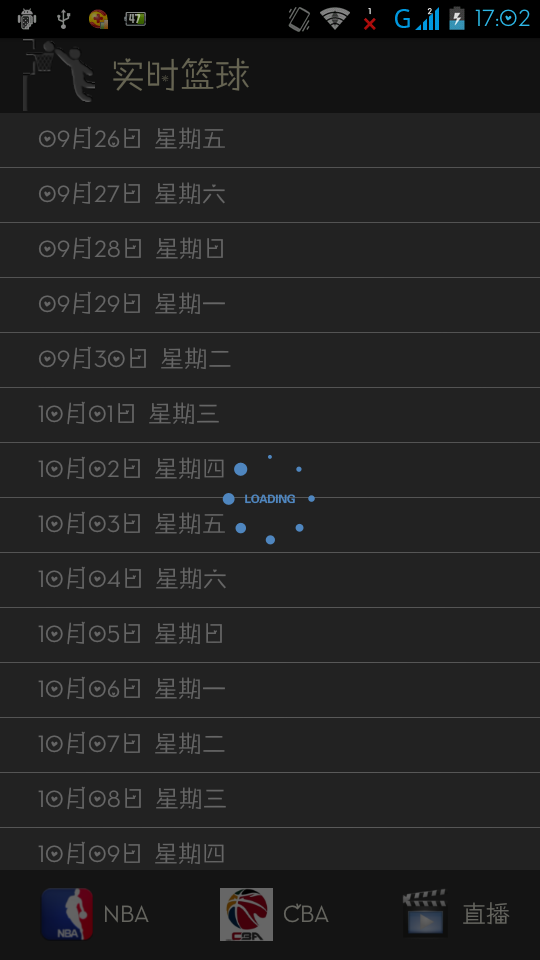 47 1 G 2 17:02
实时篮球
09月26日 星期五
09月27日 星期六
09月28日 星期日
09月29日 星期一
09月30日 星期二
10月01日 星期三
10月02日 星期四
LOADING
10月03日 星期五
10月04日 星期六
10月05日 星期日
10月06日 星期一
10月07日 星期二
10月08日 星期三
10月09日 星期四
NBA NBA CBA CBA 直播